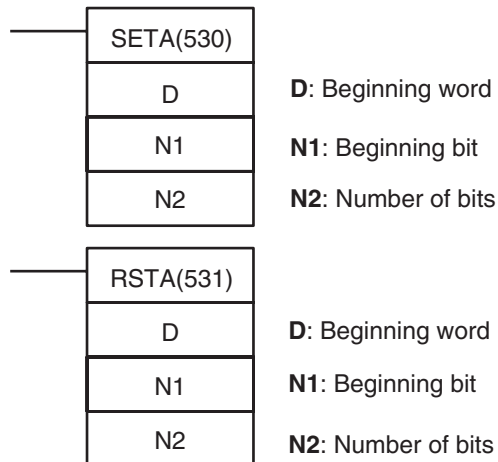 SETA(530)
D
D: Beginning word
N1
N1: Beginning bit
N2
N2: Number of bits
RSTA(531)
D
D: Beginning word
N1
N1: Beginning bit
N2
N2: Number of bits